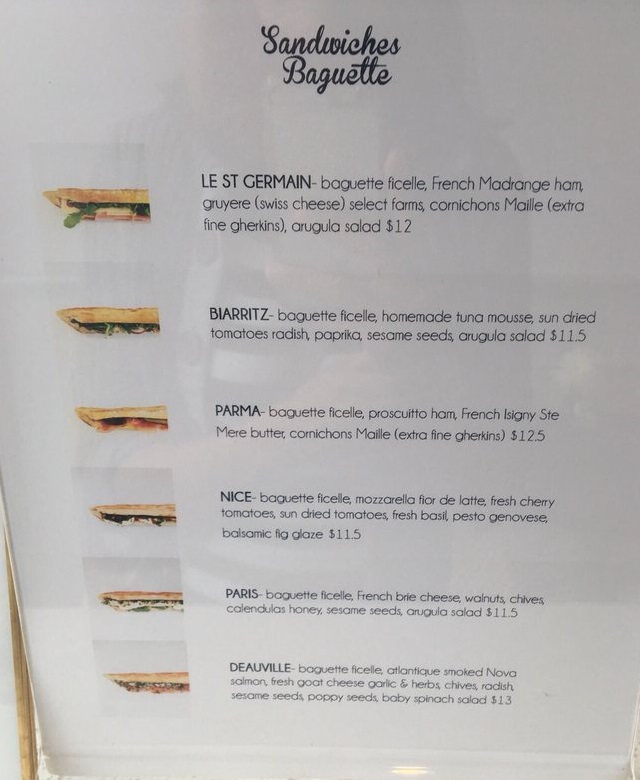 Sandwiches
Baguette
LE ST GERMAIN- baguette ficelle, French Madrange ham,
gruyere (swiss cheese) select farms, cornichons Maille (extra
fine gherkins), arugula salad $12
BIARRITZ- baguette ficelle, homemade tuna mousse, sun dried
tomatoes radish, paprika, sesame seeds, arugula salad $11.5
PARMA- baguette ficelle, proscuitto ham, French Isigny Ste
Mere butter, cornichons Maille (extra fine gherkins) $12.5
NICE- baguette ficelle, mozzarella fior de latte, fresh cherry
tomatoes, sun dried tomatoes, fresh basil, pesto genovese,
balsamic fig glaze $11.5
PARIS- baguette ficelle, French brie cheese, walnuts, chives,
calendulas honey, sesame seeds, arugula salad $11.5
DEAUVILLE- baguette ficelle, atlantique smoked Nova
salmon, fresh goat cheese garlic & herbs, chives, radish,
sesame seeds, poppy seeds, baby spinach salad $13